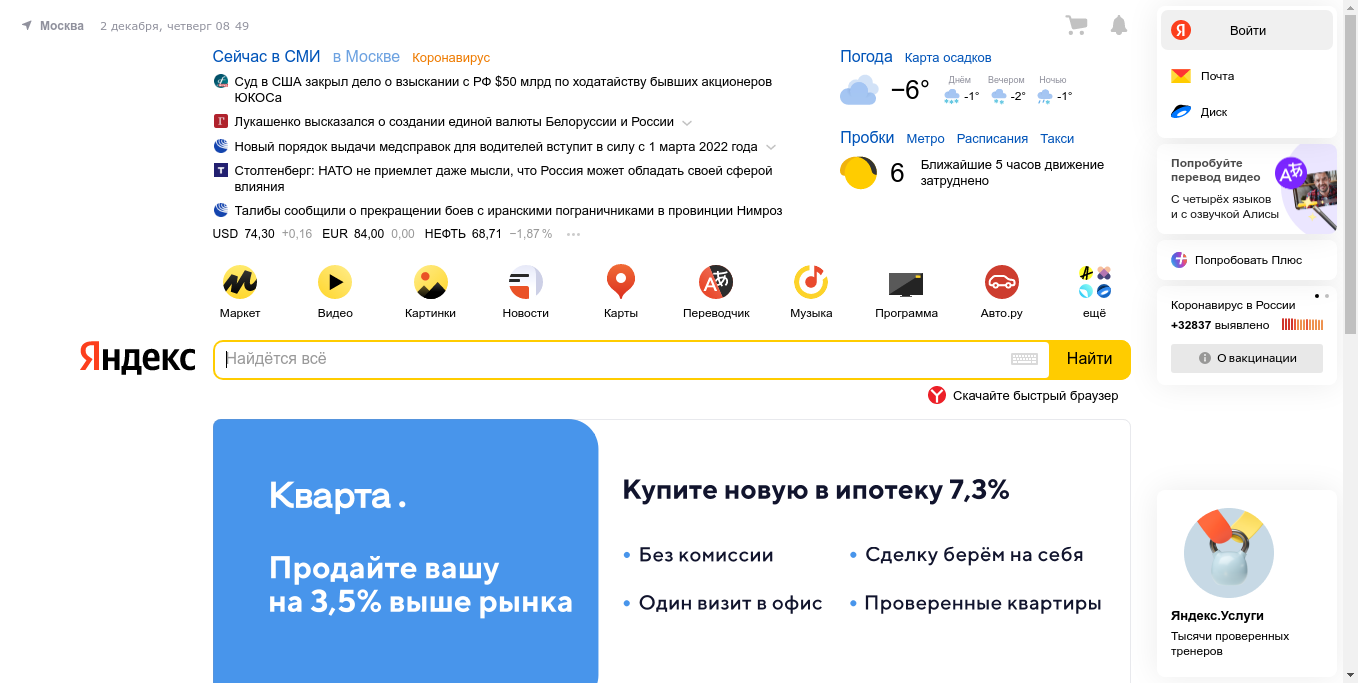 Москва 2 декабря, четверг 08 49
Сейчас в СМИ в Москве Коронавирус
Суд в США закрыл дело о взыскании с РФ $50 млрд по ходатайству бывших акционеров
ЮКОСа
Лукашенко высказался о создании единой валюты Белоруссии и России
Новый порядок выдачи медсправок для водителей вступит в силу с 1 марта 2022 года
Столтенберг: НАТО не приемлет даже мысли, что Россия может обладать своей сферой
влияния
Талибы сообщили о прекращении боев с иранскими пограничниками в провинции Нимроз
USD 74,30 +0,16 EUR 84,00 0,00 НЕФТЬ 68,71 −1,87 %
Погода Карта осадков
−6° Днём -1° Вечером -2° Ночью -1°
Пробки Метро Расписания Такси
6 Ближайшие 5 часов движение
затруднено
Маркет Видео Картинки Новости Карты Переводчик Музыка Программа Авто.ру ещё
Яндекс Найдётся всё Найти
Скачайте быстрый браузер
Кварта.
Продайте вашу
на 3,5% выше рынка
Купите новую в ипотеку 7,3%
• Без комиссии • Сделку берём на себя
• Один визит в офис • Проверенные квартиры
Я Войти
Почта
Диск
Попробуйте
перевод видео
С четырёх языков
и с озвучкой Алисы
Попробовать Плюс
Коронавирус в России
+32837 выявлено
О вакцинации
Яндекс.Услуги
Тысячи проверенных
тренеров